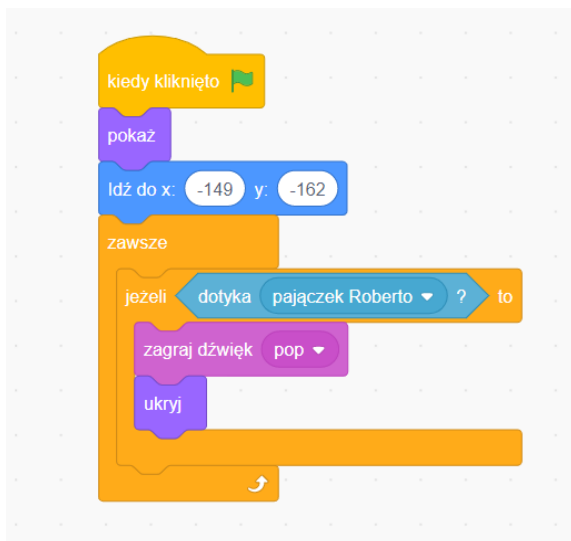 kiedy kliknięto
pokaż
Idź do x: -149 y: -162
zawsze
jeżeli dotyka pajączek Roberto ? to
zagraj dźwięk pop
ukryj